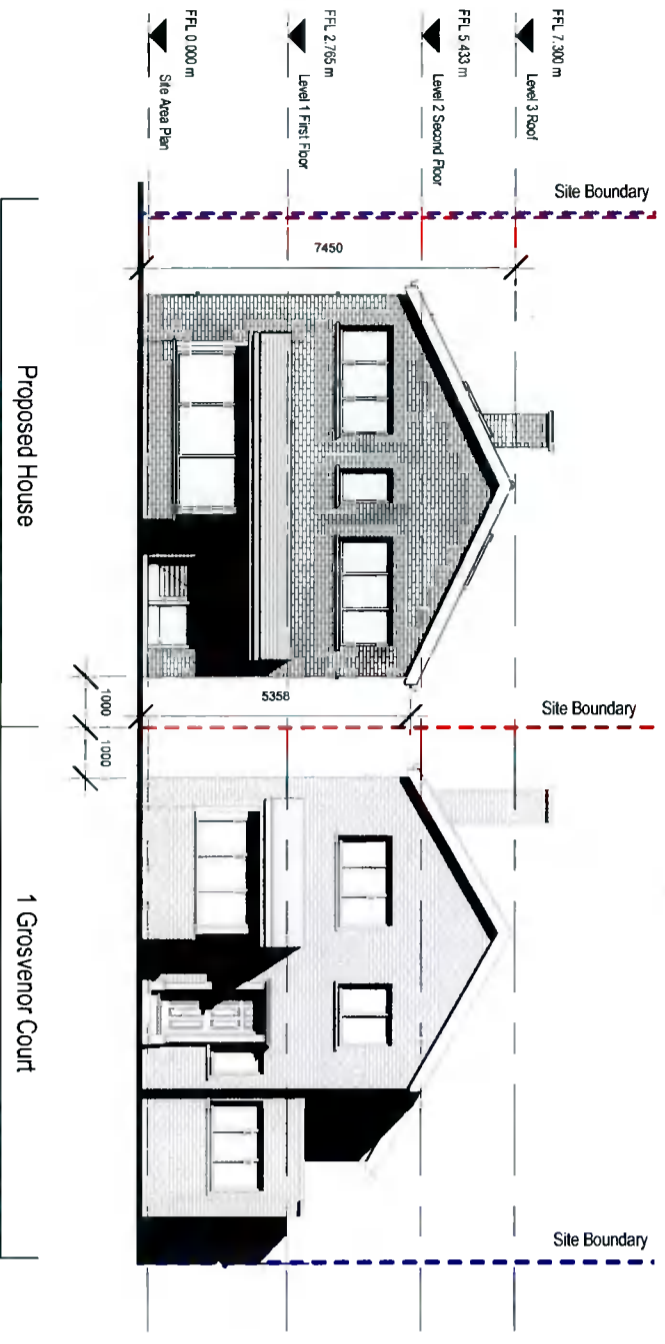 FFL 7.300 m
Level 3 Roof
FFL 5.433 m
Level 2 Second Floor
FFL 2.765 m
Level 1 First Floor
FFL 0.000 m
Site Area Plan
Site Boundary
Site Boundary
Site Boundary
7450
5358
1000
1000
Proposed House
1 Grosvenor Court